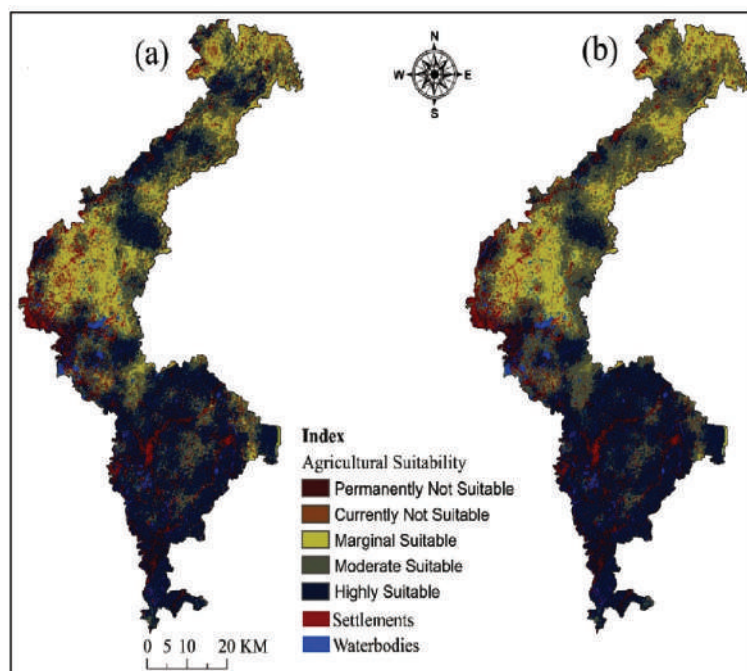 (a)
(b)
N
W E
S
Index
Agricultural Suitability
Permanently Not Suitable
Currently Not Suitable
Marginal Suitable
Moderate Suitable
Highly Suitable
Settlements
Waterbodies
0 5 10 20 KM